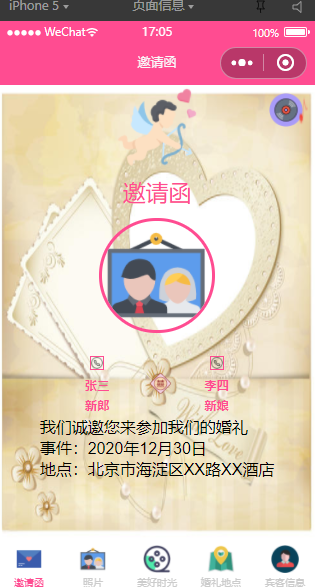 iPhone 5 页面信息
WeChat 17:05 100%
邀请函
邀请函
张三 李四
新郎 新娘
我们诚邀您来参加我们的婚礼
事件：2020年12月30日
地点：北京市海淀区XX路XX酒店
邀请函 照片 美好时光 婚礼地点 宾客信息